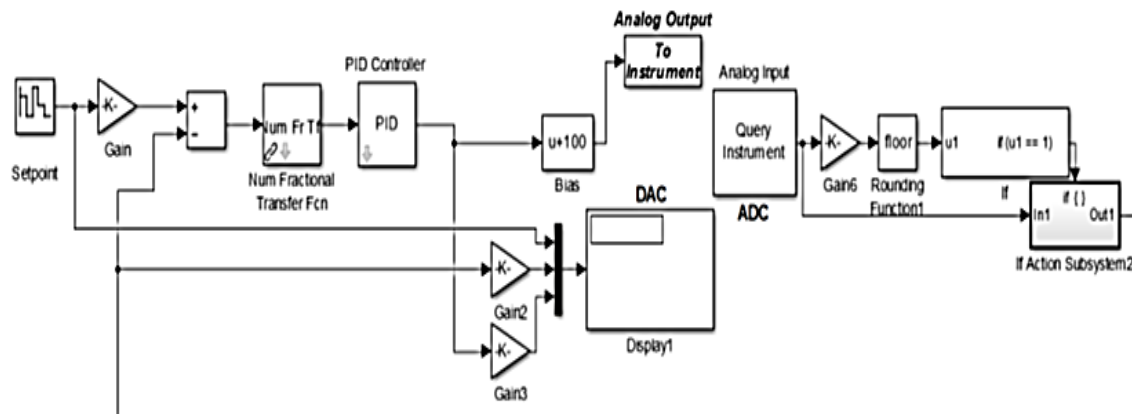 Analog Output
To
Instrument
PID Controller
Analog Input
-K-
+
−
Num Fr Tf
PID
u+100
Query
Instrument
-K-
floor
u1
if(u1 == 1)
Setpoint
Gain
Num Fractional
Transfer Fcn
Bias
DAC
ADC
Gain6
Rounding
Function1
If
if { }
In1
Out1
If Action Subsystem2
-K-
Gain2
-K-
Gain3
Display1